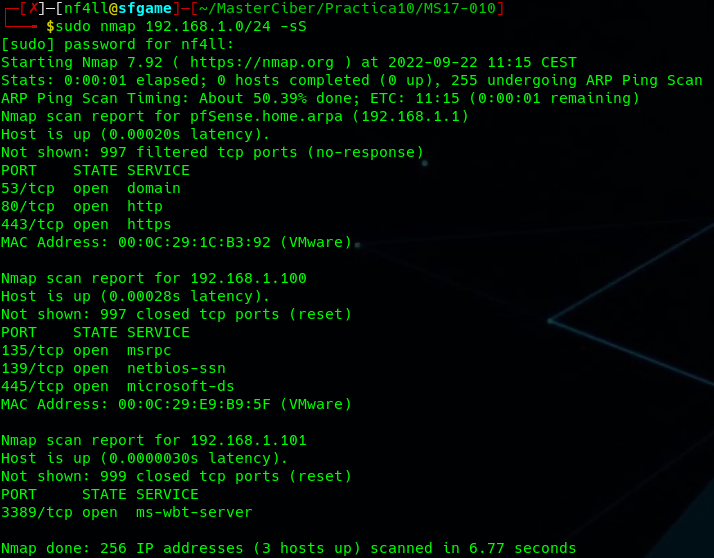 ┌─[✗]─[nf4ll@sfgame]─[~/MasterCiber/Practica10/MS17-010]
└──╼ $sudo nmap 192.168.1.0/24 -sS
[sudo] password for nf4ll:
Starting Nmap 7.92 ( https://nmap.org ) at 2022-09-22 11:15 CEST
Stats: 0:00:01 elapsed; 0 hosts completed (0 up), 255 undergoing ARP Ping Scan
ARP Ping Scan Timing: About 50.39% done; ETC: 11:15 (0:00:01 remaining)
Nmap scan report for pfSense.home.arpa (192.168.1.1)
Host is up (0.00020s latency).
Not shown: 997 filtered tcp ports (no-response)
PORT    STATE SERVICE
53/tcp  open  domain
80/tcp  open  http
443/tcp open  https
MAC Address: 00:0C:29:1C:B3:92 (VMware)

Nmap scan report for 192.168.1.100
Host is up (0.00028s latency).
Not shown: 997 closed tcp ports (reset)
PORT    STATE SERVICE
135/tcp open  msrpc
139/tcp open  netbios-ssn
445/tcp open  microsoft-ds
MAC Address: 00:0C:29:E9:B9:5F (VMware)

Nmap scan report for 192.168.1.101
Host is up (0.0000030s latency).
Not shown: 999 closed tcp ports (reset)
PORT     STATE SERVICE
3389/tcp open  ms-wbt-server

Nmap done: 256 IP addresses (3 hosts up) scanned in 6.77 seconds